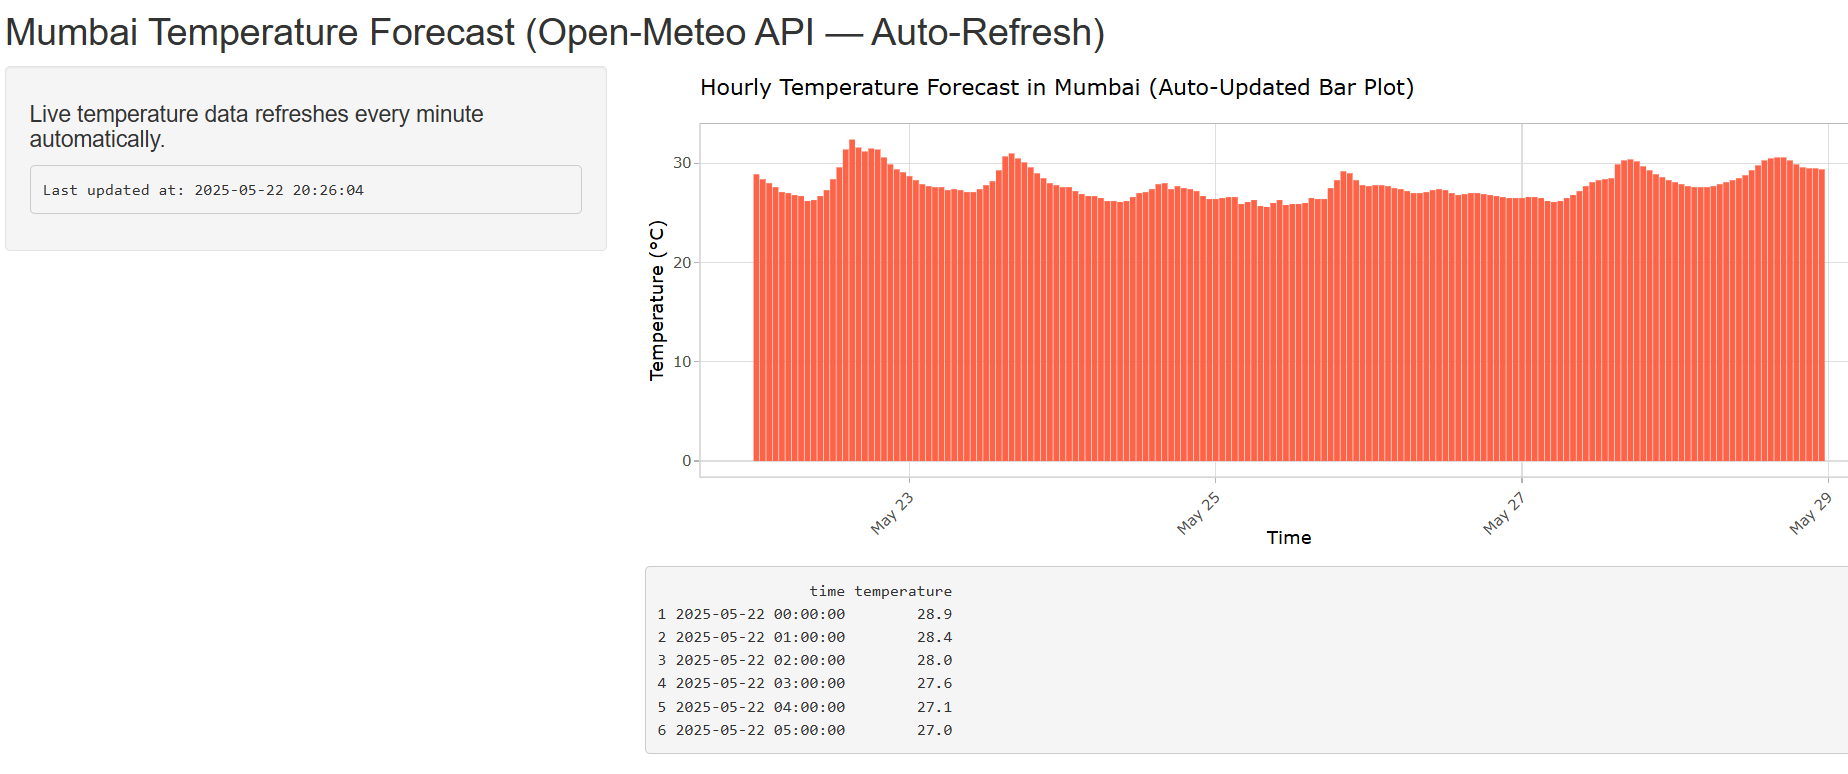 Mumbai Temperature Forecast (Open-Meteo API — Auto-Refresh)
Live temperature data refreshes every minute
automatically.
Last updated at: 2025-05-22 20:26:04
Hourly Temperature Forecast in Mumbai (Auto-Updated Bar Plot)
Temperature (°C)
30
20
10
0
May 23
May 25
May 27
May 29
Time
time temperature
1 2025-05-22 00:00:00 28.9
2 2025-05-22 01:00:00 28.4
3 2025-05-22 02:00:00 28.0
4 2025-05-22 03:00:00 27.6
5 2025-05-22 04:00:00 27.1
6 2025-05-22 05:00:00 27.0